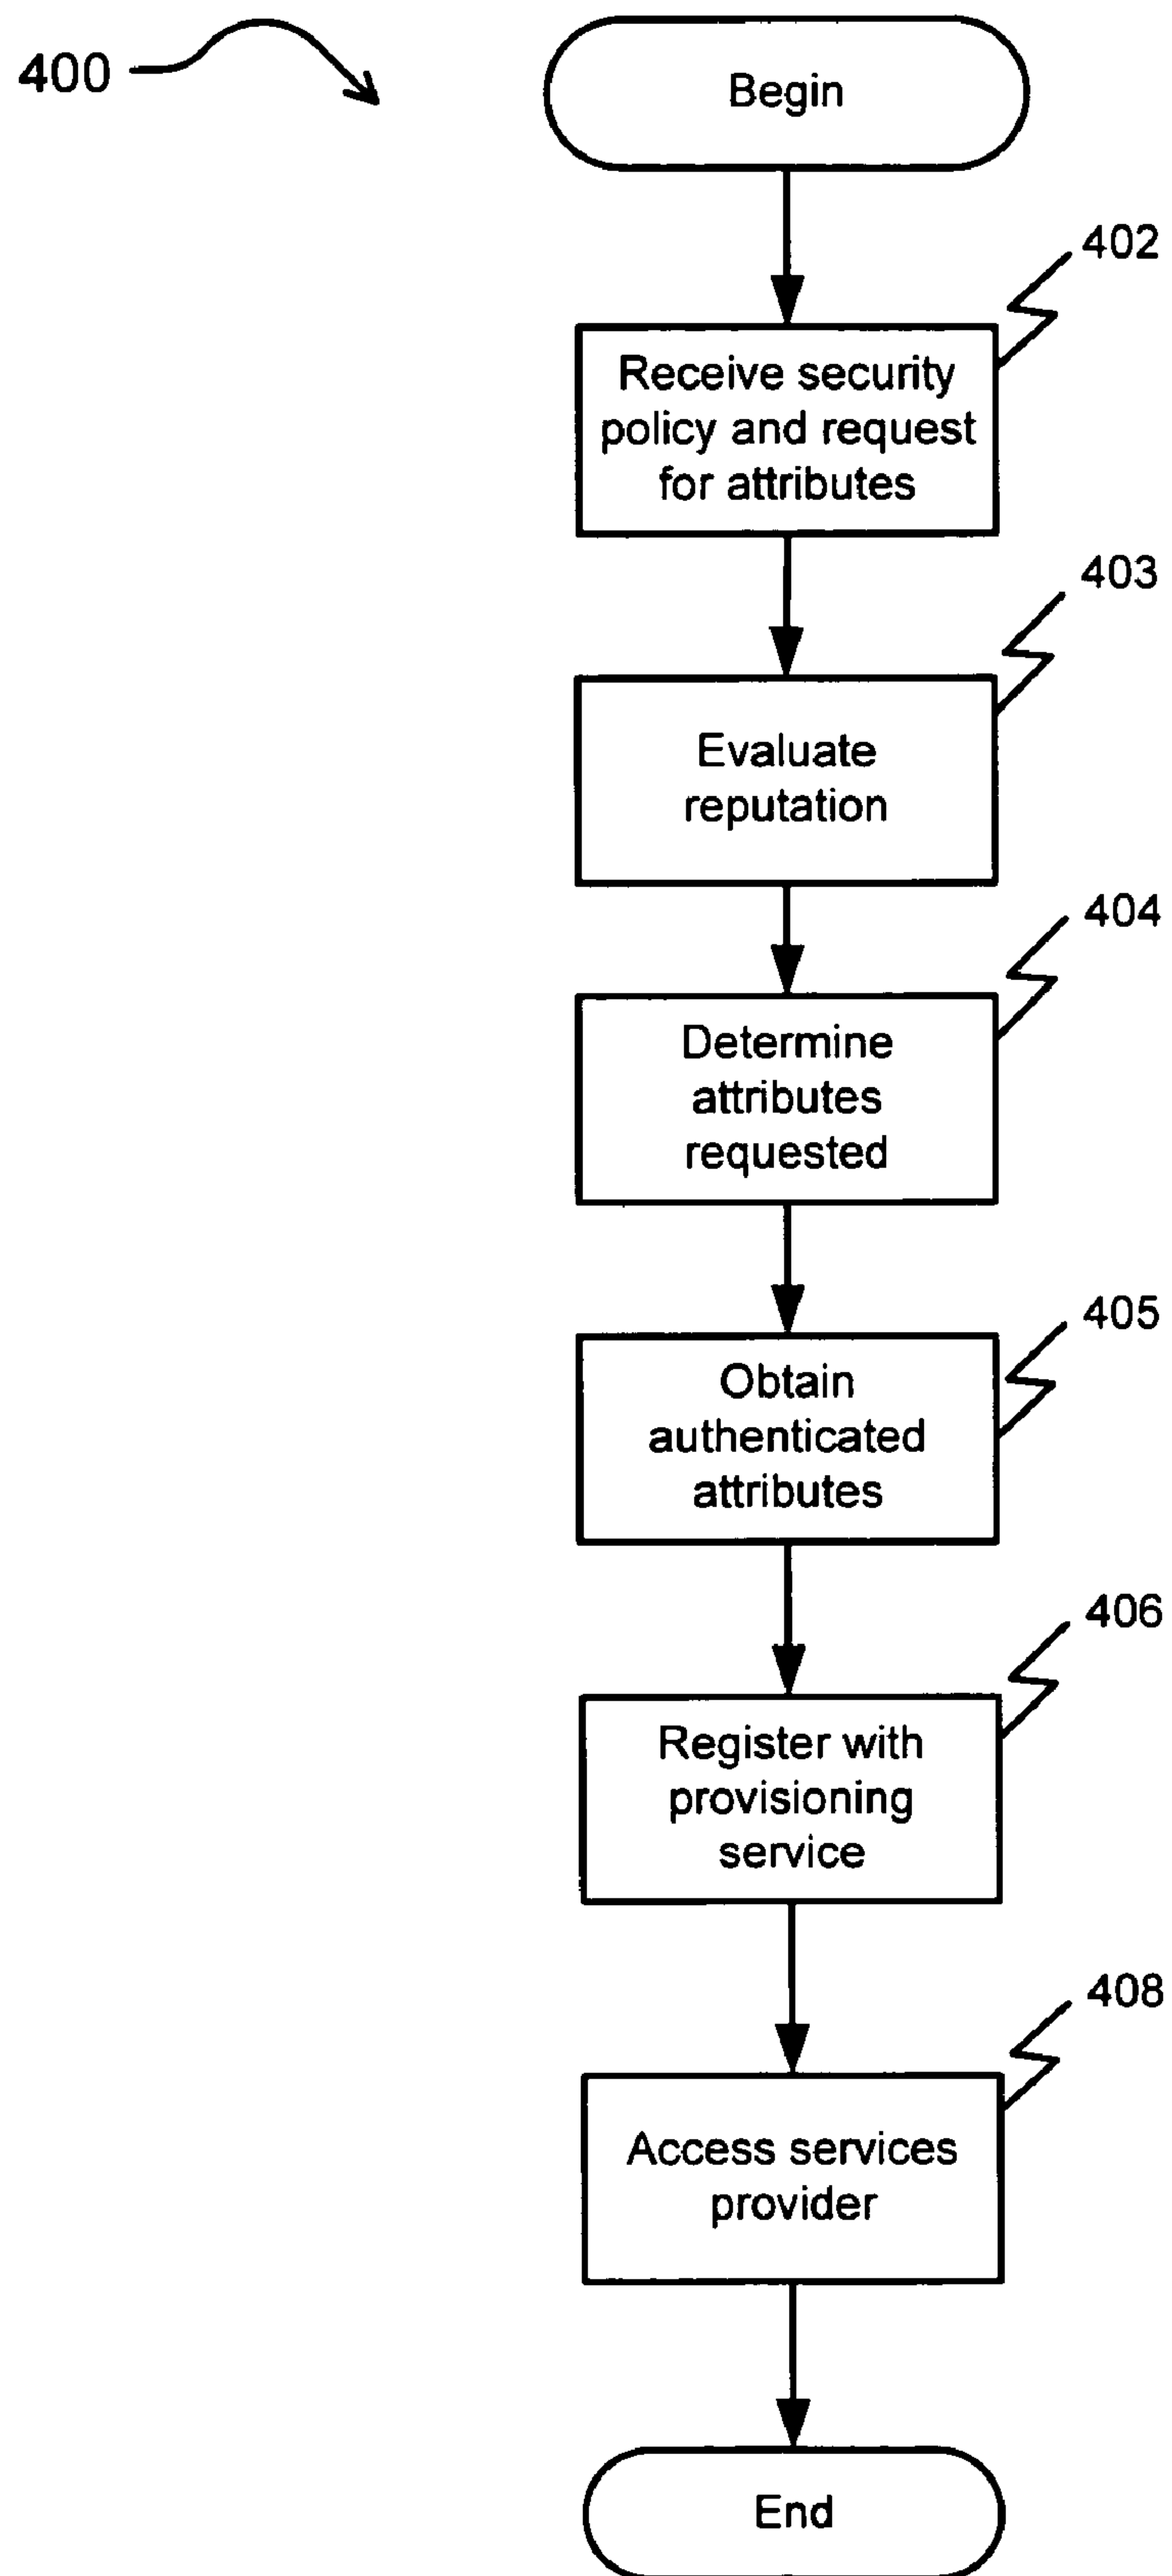 400
Begin
402
Receive security
policy and request
for attributes
403
Evaluate
reputation
404
Determine
attributes
requested
405
Obtain
authenticated
attributes
406
Register with
provisioning
service
408
Access services
provider
End